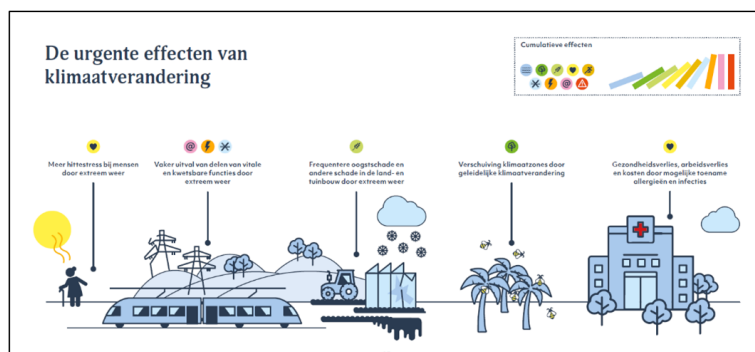 De urgente effecten van
klimaatverandering
Cumulatieve effecten
Meer hittestress bij mensen
door extreem weer
Vaker uitval van delen van vitale
en kwetsbare functies door
extreem weer
Frequentere oogstschade en
andere schade in de land- en
tuinbouw door extreem weer
Verschuiving klimaatzones door
geleidelijke klimaatverandering
Gezondheidsverlies, arbeidsverlies
en kosten door mogelijke toename
allergieën en infecties